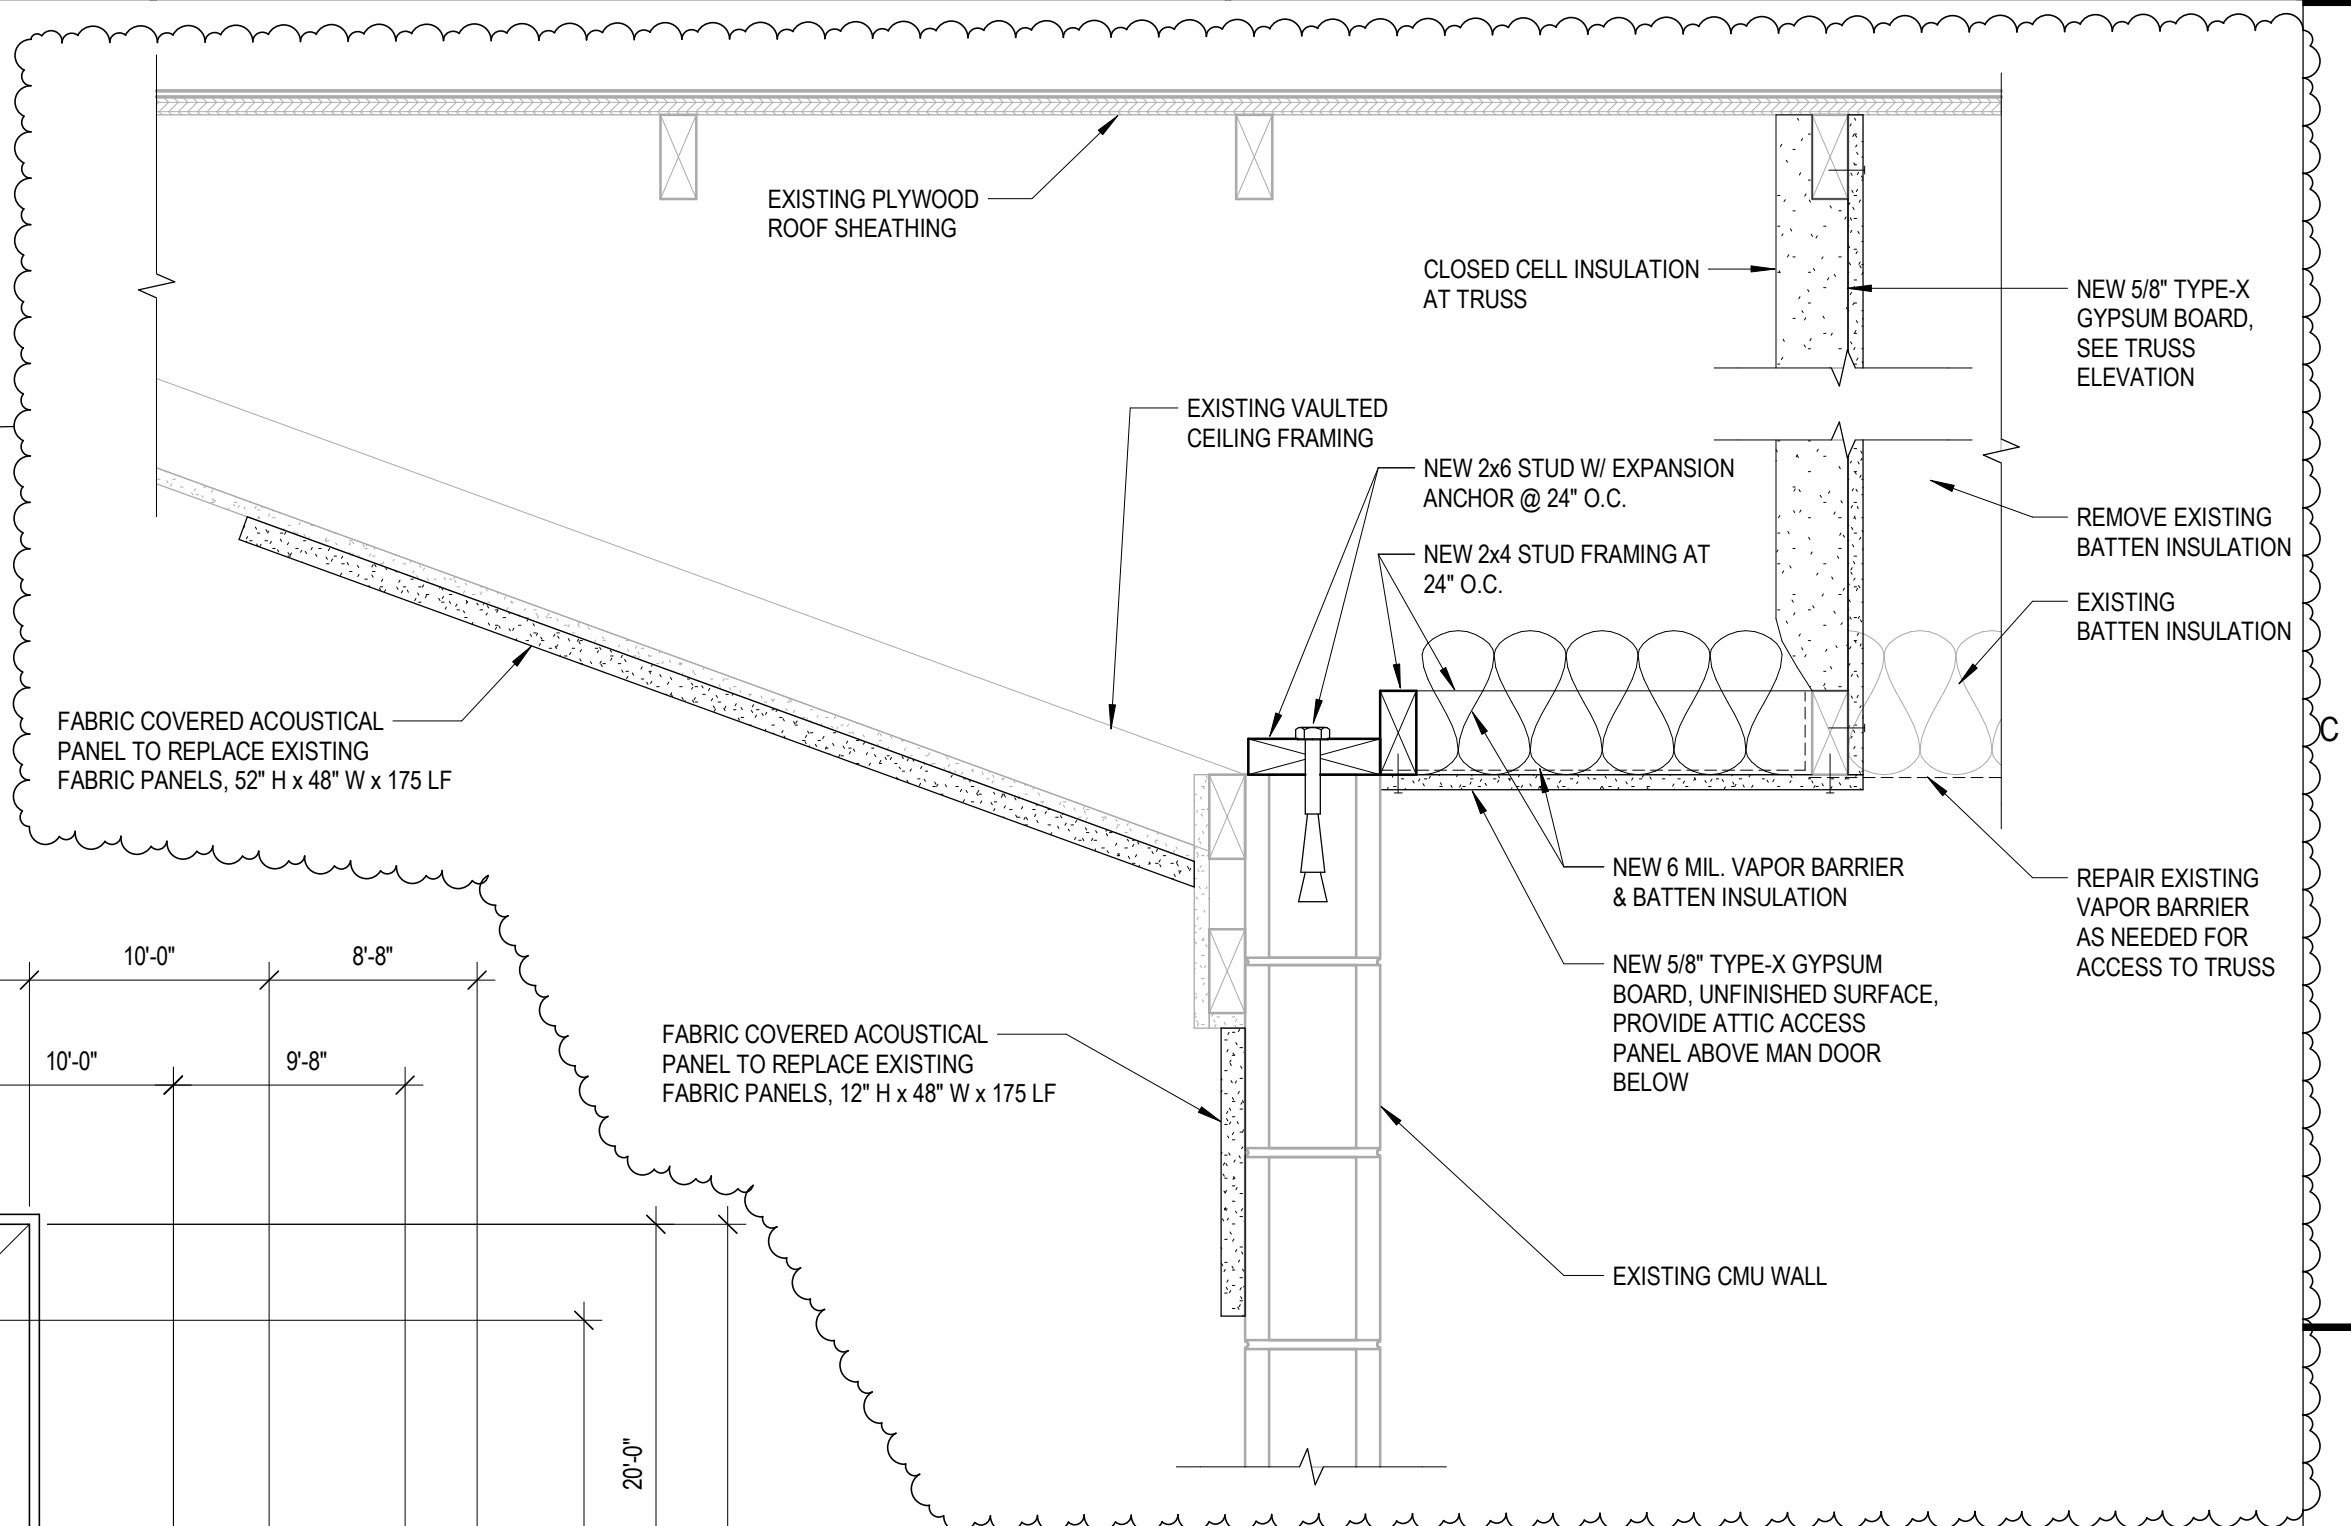 EXISTING PLYWOOD
ROOF SHEATHING
CLOSED CELL INSULATION
AT TRUSS
NEW 5/8" TYPE-X
GYPSUM BOARD,
SEE TRUSS
ELEVATION
EXISTING VAULTED
CEILING FRAMING
NEW 2x6 STUD W/ EXPANSION
ANCHOR @ 24" O.C.
NEW 2x4 STUD FRAMING AT
24" O.C.
REMOVE EXISTING
BATTEN INSULATION
EXISTING
BATTEN INSULATION
FABRIC COVERED ACOUSTICAL
PANEL TO REPLACE EXISTING
FABRIC PANELS, 52" H x 48" W x 175 LF
C
NEW 6 MIL. VAPOR BARRIER
& BATTEN INSULATION
REPAIR EXISTING
VAPOR BARRIER
AS NEEDED FOR
ACCESS TO TRUSS
NEW 5/8" TYPE-X GYPSUM
BOARD, UNFINISHED SURFACE,
PROVIDE ATTIC ACCESS
PANEL ABOVE MAN DOOR
BELOW
10'-0"
8'-8"
10'-0"
9'-8"
FABRIC COVERED ACOUSTICAL
PANEL TO REPLACE EXISTING
FABRIC PANELS, 12" H x 48" W x 175 LF
EXISTING CMU WALL
20'-0"